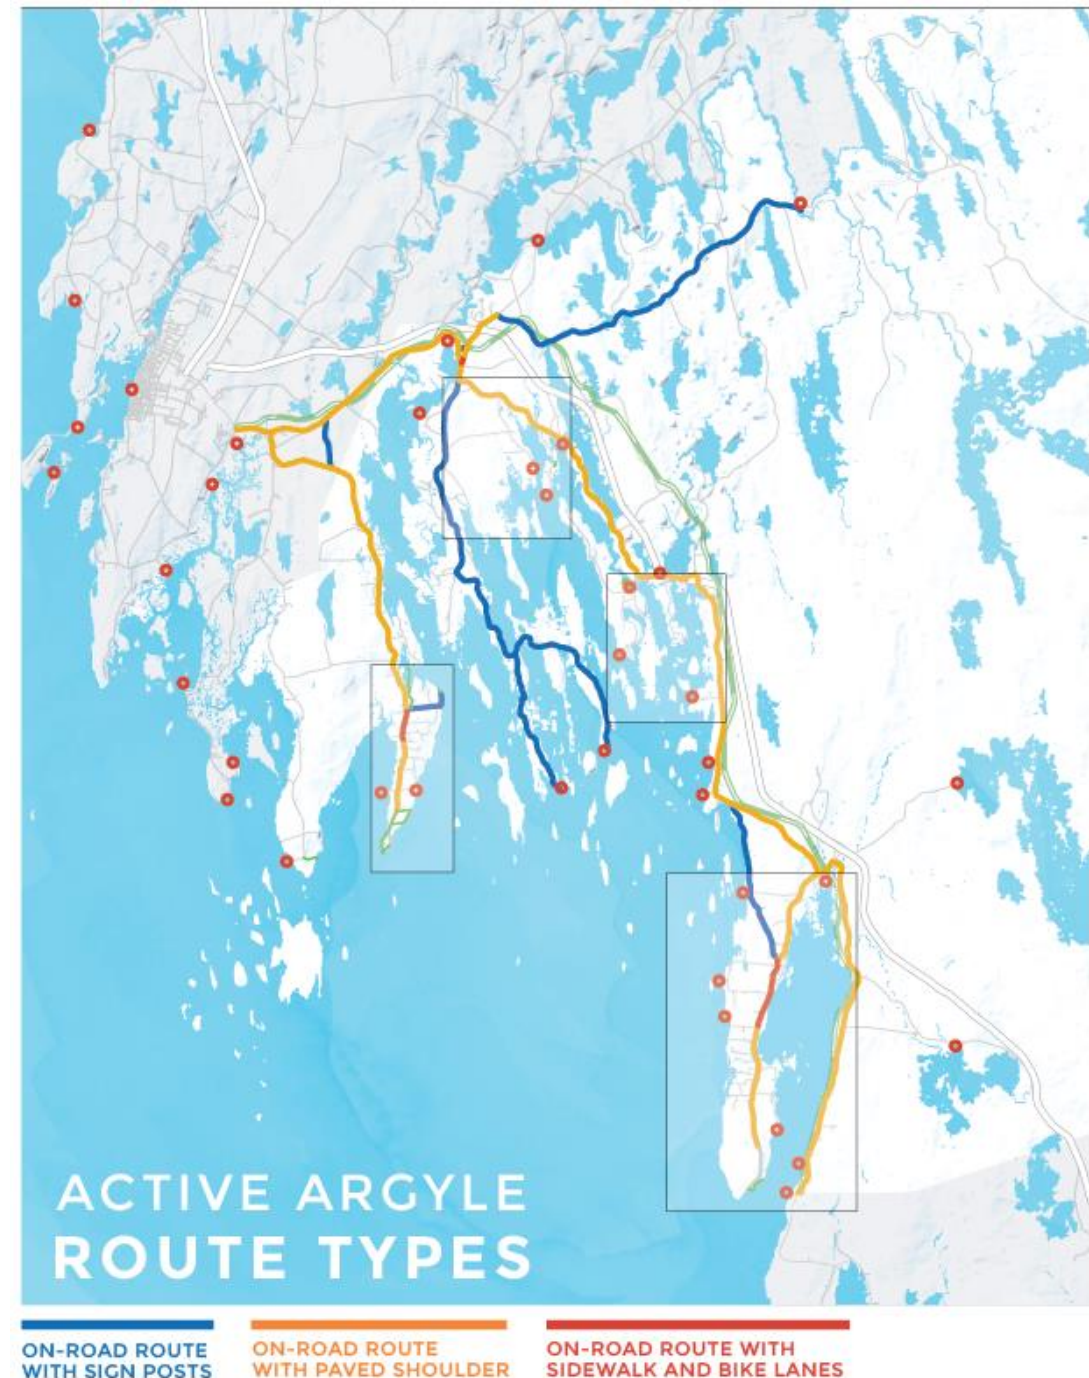 ACTIVE ARGYLE
ROUTE TYPES
ON-ROAD ROUTE
WITH SIGN POSTS
ON-ROAD ROUTE
WITH PAVED SHOULDER
ON-ROAD ROUTE WITH
SIDEWALK AND BIKE LANES